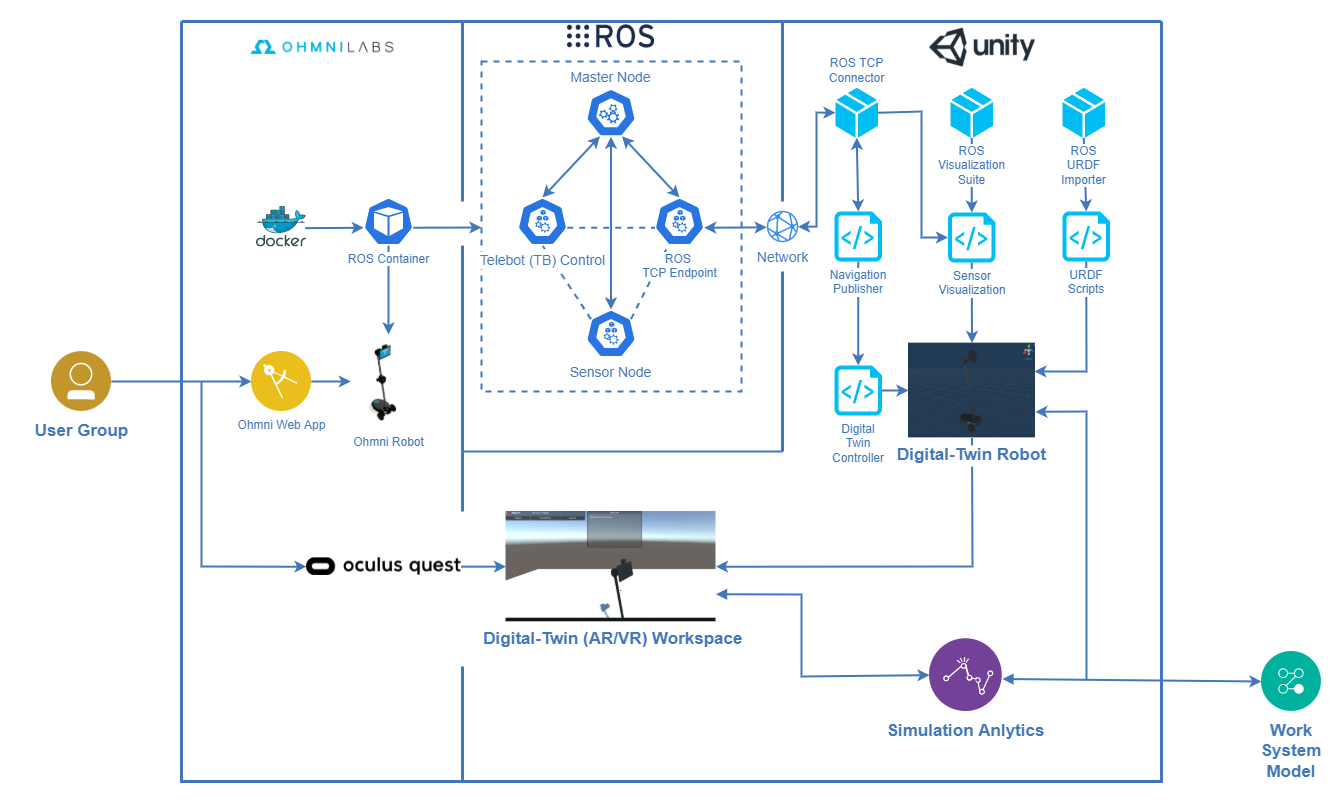 OHMNILABS
ROS
unity
Master Node
ROS TCP
Connector
ROS
Visualization
Suite
ROS
URDF
Importer
docker
ROS Container
Telebot (TB) Control
ROS
TCP Endpoint
Network
Navigation
Publisher
Sensor
Visualization
URDF
Scripts
Sensor Node
User Group
Ohmni Web App
Ohmni Robot
Digital
Twin
Controller
Digital-Twin Robot
oculus quest
Digital-Twin (AR/VR) Workspace
Simulation Anlytics
Work
System
Model